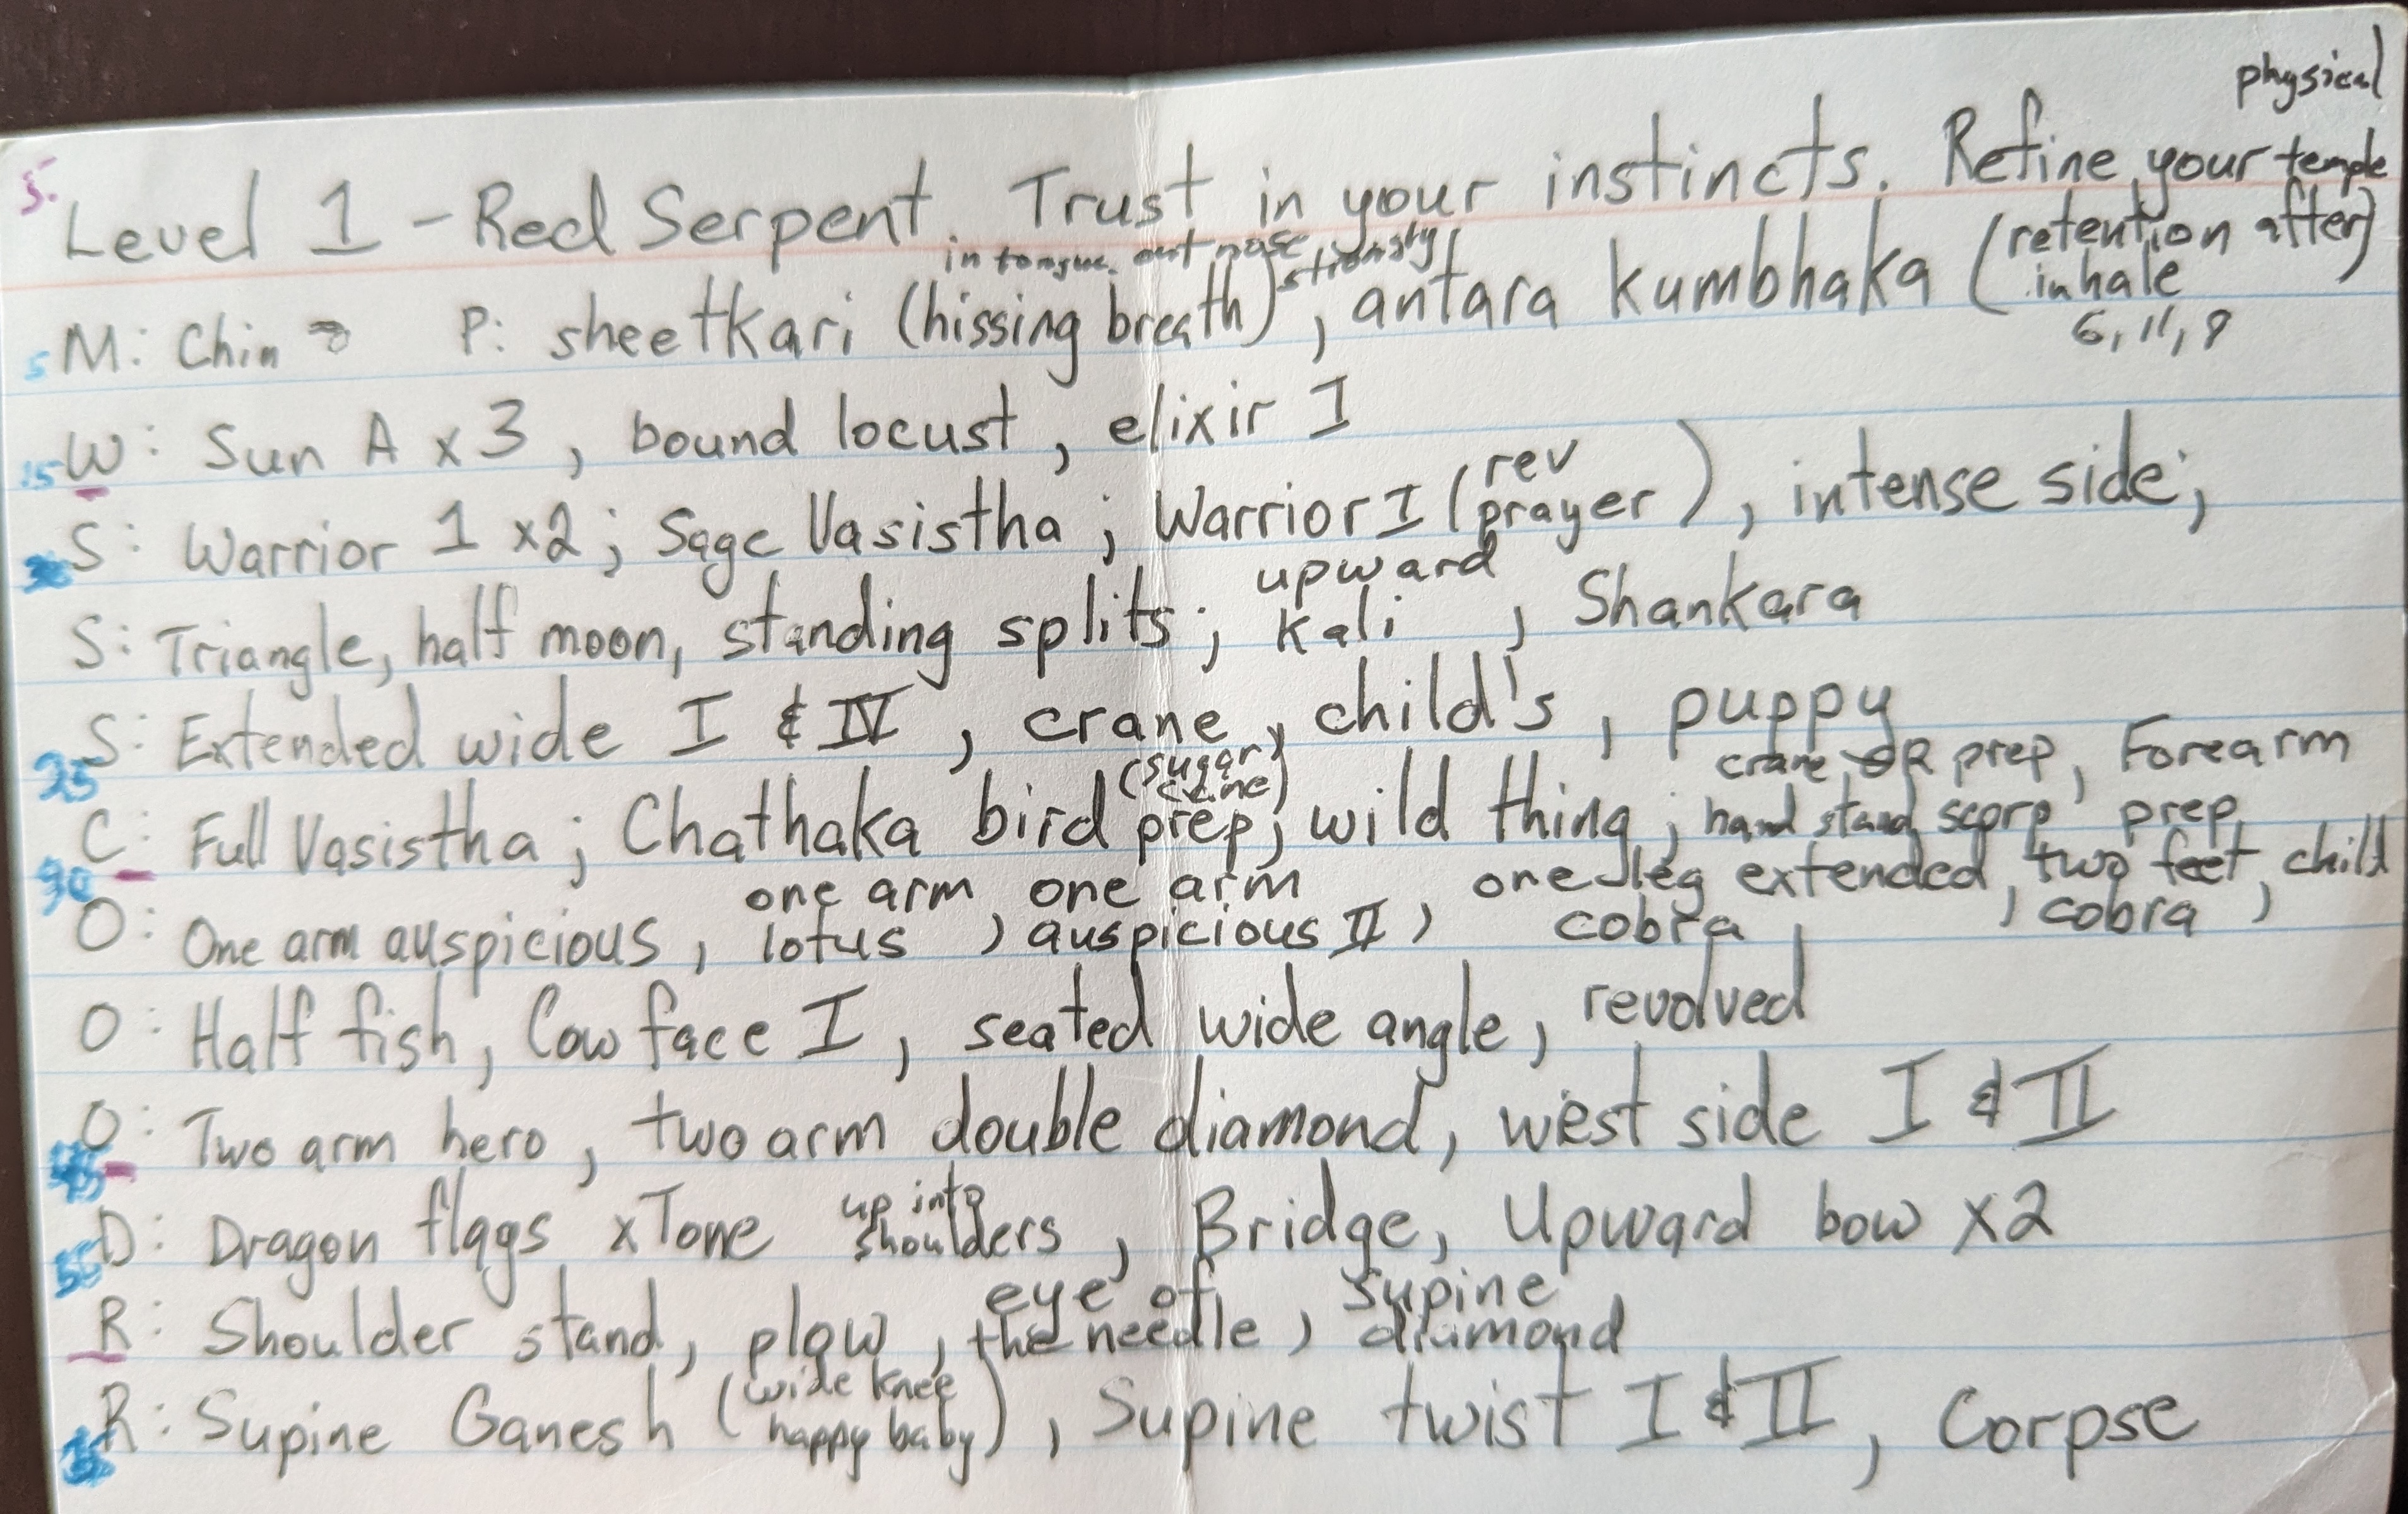 physical
5. Level 1 - Red Serpent. Trust in your instincts. Refine your temple
in tongue, out nose strongly
5 M: Chin P: sheetkari (hissing breath), antara kumbhaka (retention after inhale)
6, 11, 9
15 W: Sun A x 3, bound locust, elixir I
S: Warrior 1 x2; Sage Vasistha; Warrior I (rev prayer), intense side;
S: Triangle, half moon, standing splits; upward kali, Shankara
S: Extended wide I & IV, crane, child's, puppy
25 C: Full Vasistha; Chathaka bird prep (sugar cane), wild thing; crane OR hand stand scorp prep, Forearm prep
O: One arm auspicious, one arm lotus, one arm auspicious II, one leg extended cobra, two feet cobra, child
O: Half fish, Cow face I, seated wide angle, revolved
O: Two arm hero, two arm double diamond, west side I & II
D: Dragon flags x Tone up into shoulders, Bridge, Upward bow x2
R: Shoulder stand, plow, eye of the needle, supine diamond
R: Supine Ganesh (wide knee happy baby), Supine twist I & II, Corpse